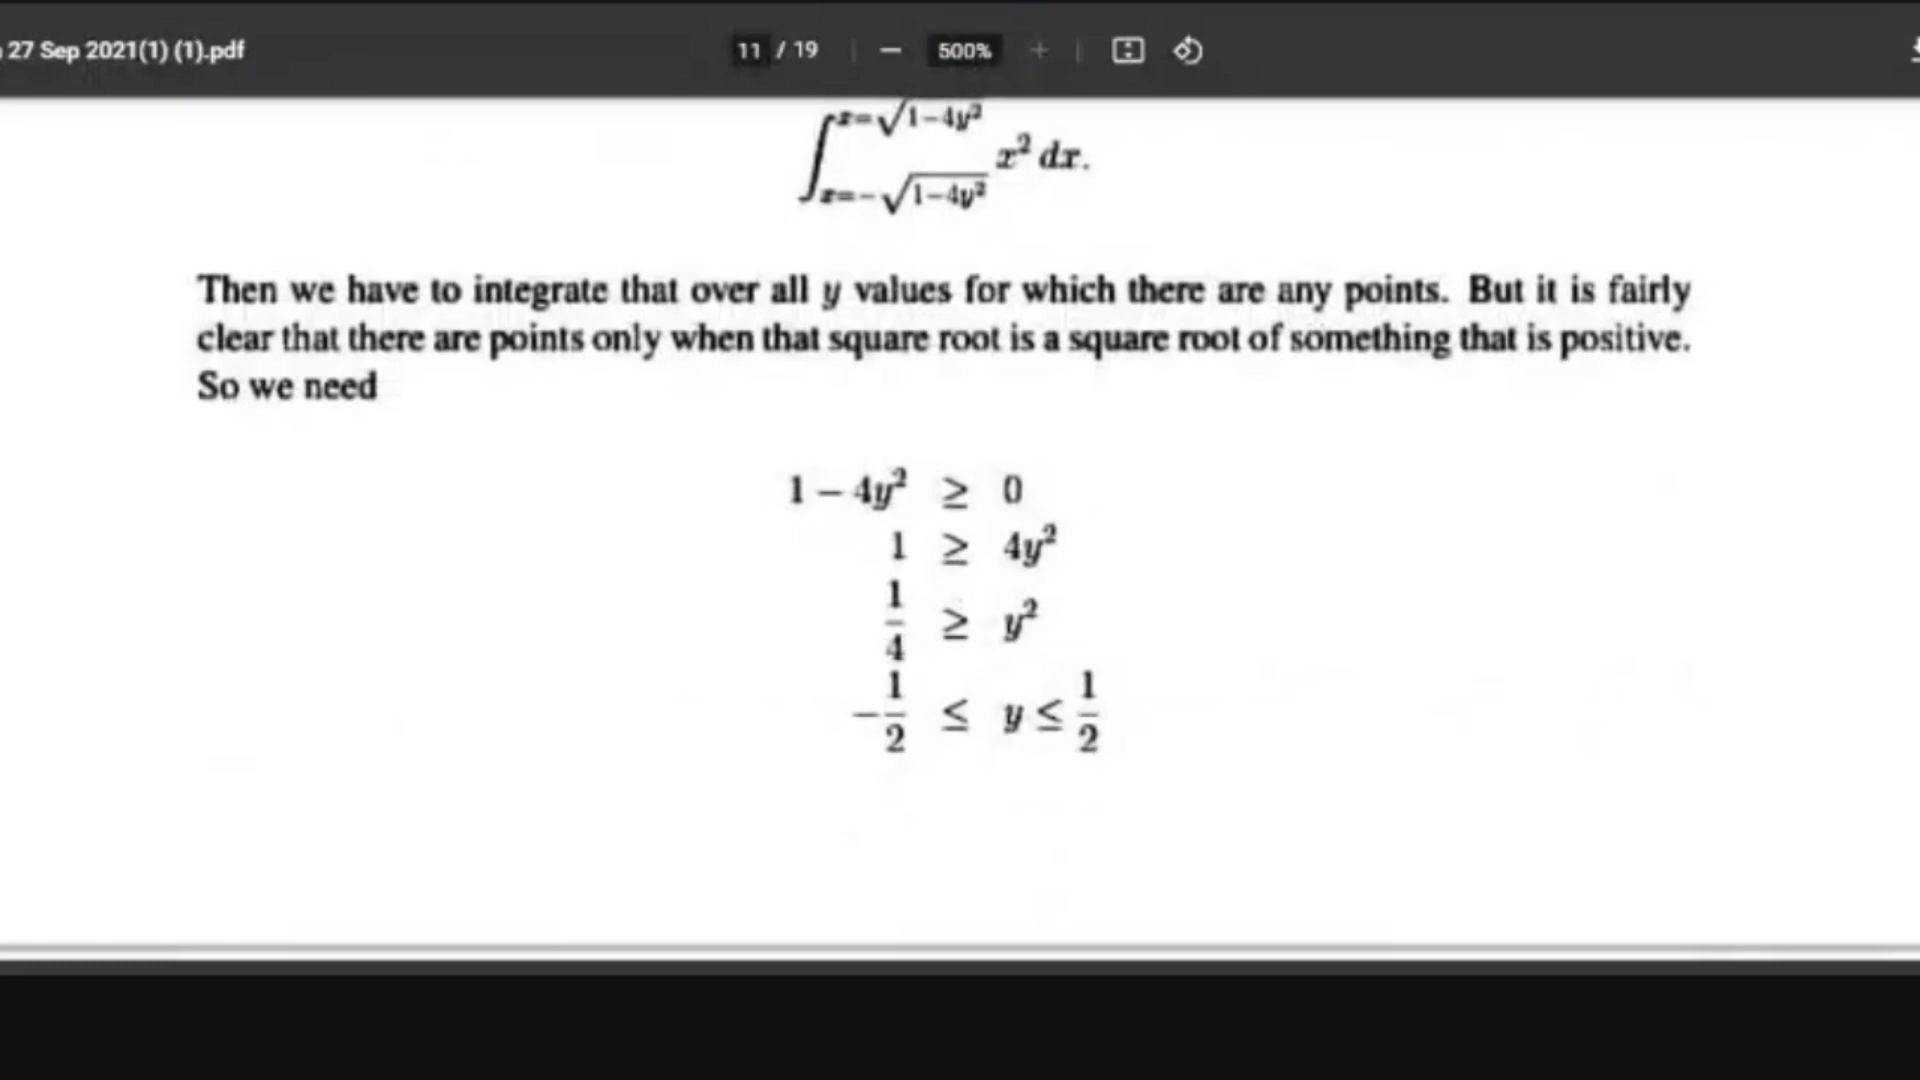 27 Sep 2021(1) (1).pdf
11 / 19 − 500% +
∫_{x=−√(1−4y²)}^{x=√(1−4y²)} x² dx.
Then we have to integrate that over all y values for which there are any points. But it is fairly
clear that there are points only when that square root is a square root of something that is positive.
So we need
1 − 4y² ≥ 0
1 ≥ 4y²
1/4 ≥ y²
−1/2 ≤ y ≤ 1/2